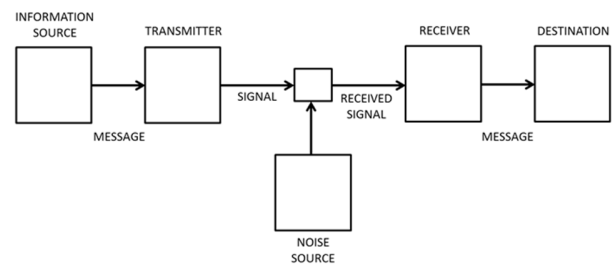 INFORMATION
SOURCE
TRANSMITTER
RECEIVER
DESTINATION
SIGNAL
RECEIVED
SIGNAL
MESSAGE
MESSAGE
NOISE
SOURCE